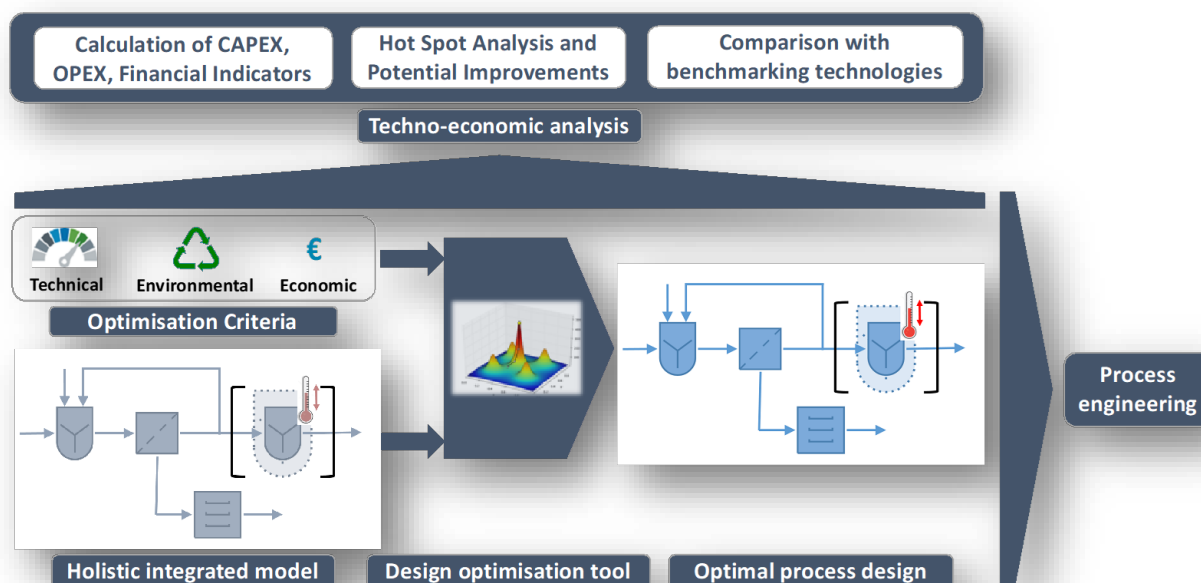 Calculation of CAPEX,
OPEX, Financial Indicators
Hot Spot Analysis and
Potential Improvements
Comparison with
benchmarking technologies
Techno-economic analysis
€
Technical
Environmental
Economic
Optimisation Criteria
Process
engineering
Holistic integrated model
Design optimisation tool
Optimal process design